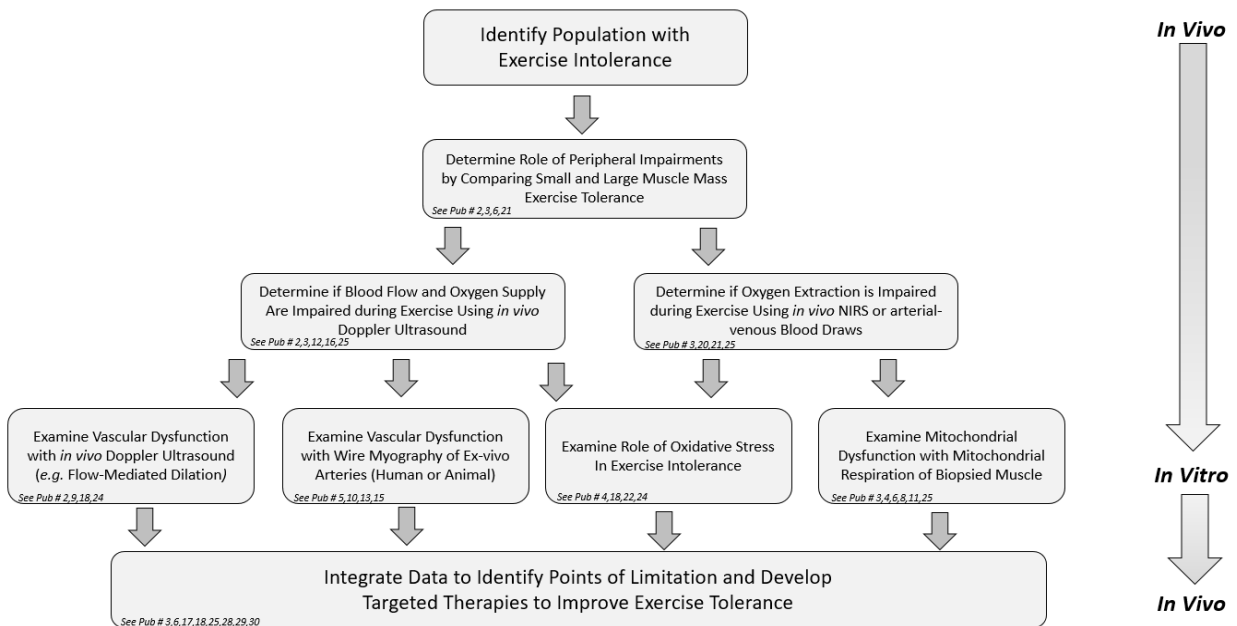 Identify Population with
Exercise Intolerance
In Vivo
Determine Role of Peripheral Impairments
by Comparing Small and Large Muscle Mass
Exercise Tolerance
See Pub # 2,3,6,21
Determine if Blood Flow and Oxygen Supply
Are Impaired during Exercise Using in vivo
Doppler Ultrasound
See Pub # 2,3,12,16,25
Determine if Oxygen Extraction is Impaired
during Exercise Using in vivo NIRS or arterial-
venous Blood Draws
See Pub # 3,20,21,25
Examine Vascular Dysfunction
with in vivo Doppler Ultrasound
(e.g. Flow-Mediated Dilation)
See Pub # 2,9,18,24
Examine Vascular Dysfunction
with Wire Myography of Ex-vivo
Arteries (Human or Animal)
See Pub # 5,10,13,15
Examine Role of Oxidative Stress
In Exercise Intolerance
See Pub # 4,18,22,24
Examine Mitochondrial
Dysfunction with Mitochondrial
Respiration of Biopsied Muscle
See Pub # 3,4,6,8,11,25
In Vitro
Integrate Data to Identify Points of Limitation and Develop
Targeted Therapies to Improve Exercise Tolerance
See Pub # 3,6,17,18,25,28,29,30
In Vivo